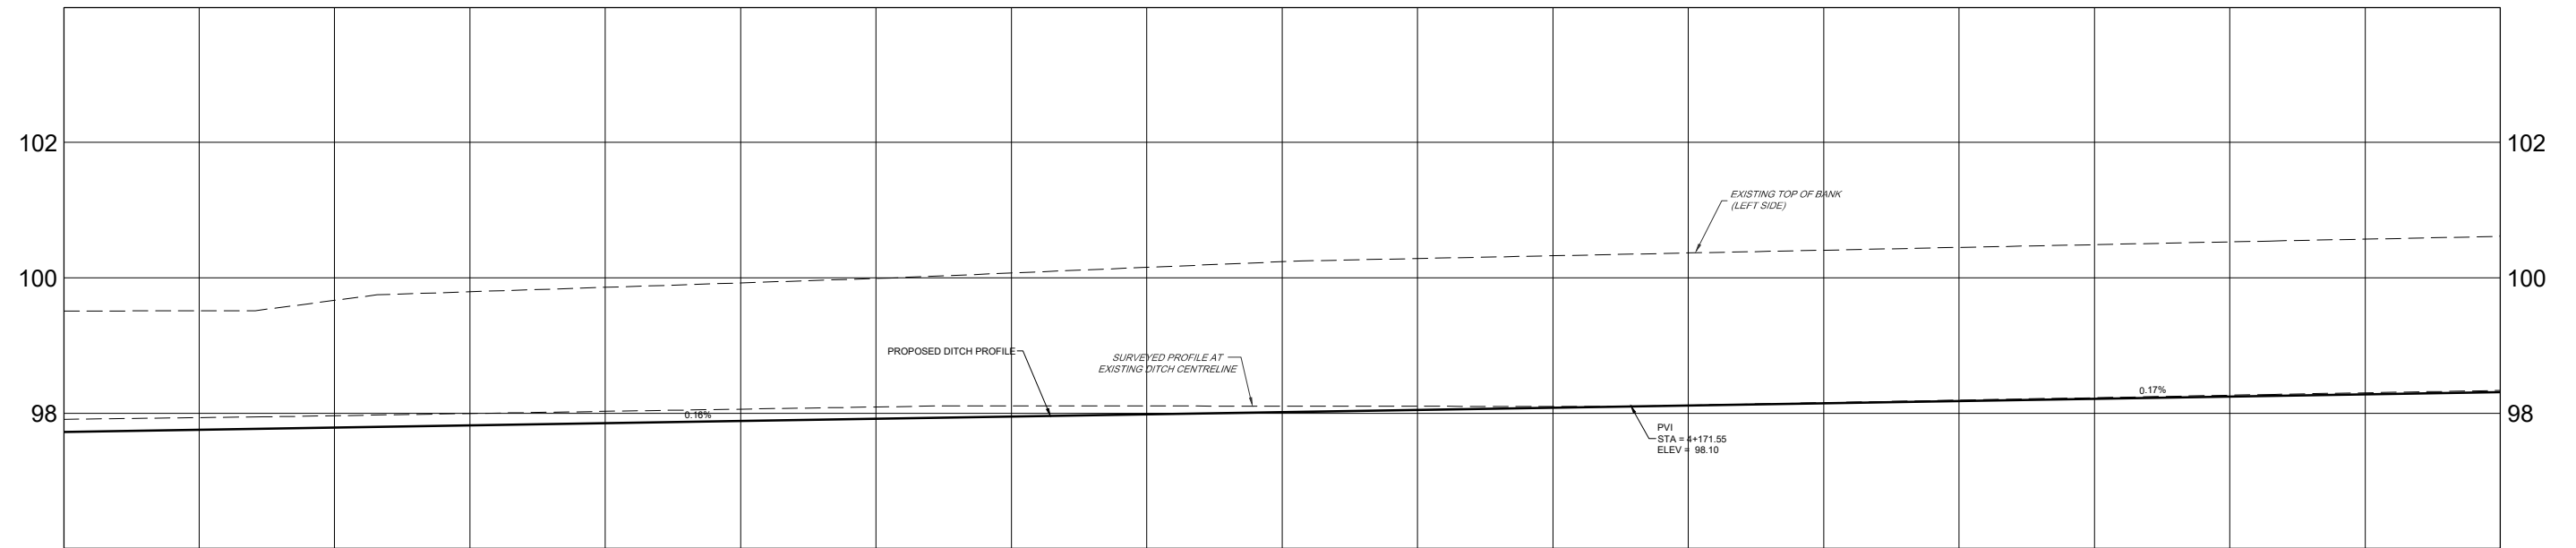 102
102
EXISTING TOP OF BANK
(LEFT SIDE)
100
100
PROPOSED DITCH PROFILE
SURVEYED PROFILE AT
EXISTING DITCH CENTRELINE
0.17%
98
0.16%
98
PVI
STA = 4+171.55
ELEV = 98.10